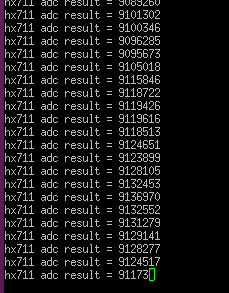 hx711 adc result = 9089260
hx711 adc result = 9101302
hx711 adc result = 9100346
hx711 adc result = 9096285
hx711 adc result = 9095673
hx711 adc result = 9105018
hx711 adc result = 9115846
hx711 adc result = 9118722
hx711 adc result = 9119426
hx711 adc result = 9119616
hx711 adc result = 9118513
hx711 adc result = 9124651
hx711 adc result = 9123899
hx711 adc result = 9128105
hx711 adc result = 9132453
hx711 adc result = 9136970
hx711 adc result = 9132552
hx711 adc result = 9131279
hx711 adc result = 9129141
hx711 adc result = 9128277
hx711 adc result = 9124517
hx711 adc result = 91173